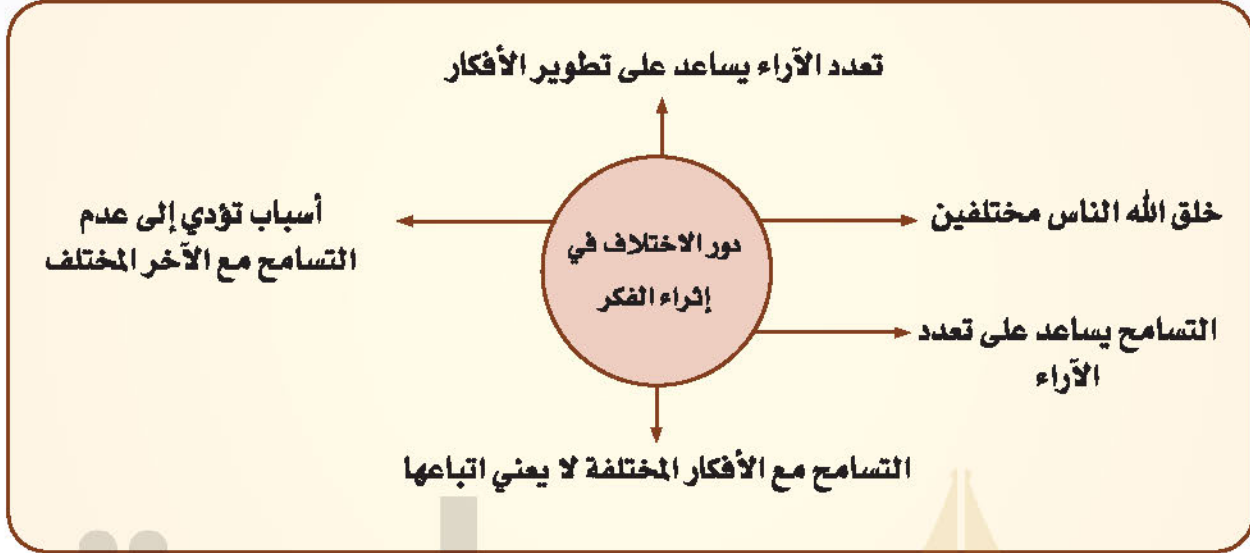 تعدد الآراء يساعد على تطوير الأفكار
خلق الله الناس مختلفين
أسباب تؤدي إلى عدم
التسامح مع الآخر المختلف
دور الاختلاف في
إثراء الفكر
التسامح يساعد على تعدد
الآراء
التسامح مع الأفكار المختلفة لا يعني اتباعها